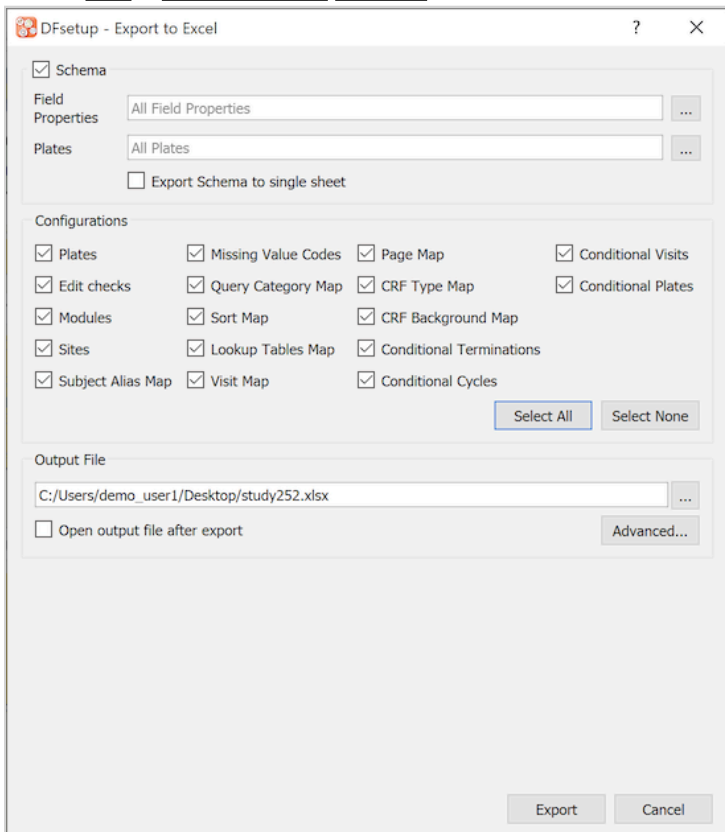 DFsetup - Export to Excel ? ×
Schema
Field Properties All Field Properties ...
Plates All Plates ...
Export Schema to single sheet
Configurations
Plates Missing Value Codes Page Map Conditional Visits
Edit checks Query Category Map CRF Type Map Conditional Plates
Modules Sort Map CRF Background Map
Sites Lookup Tables Map Conditional Terminations
Subject Alias Map Visit Map Conditional Cycles
Select All Select None
Output File
C:/Users/demo_user1/Desktop/study252.xlsx ...
Open output file after export Advanced...
Export Cancel